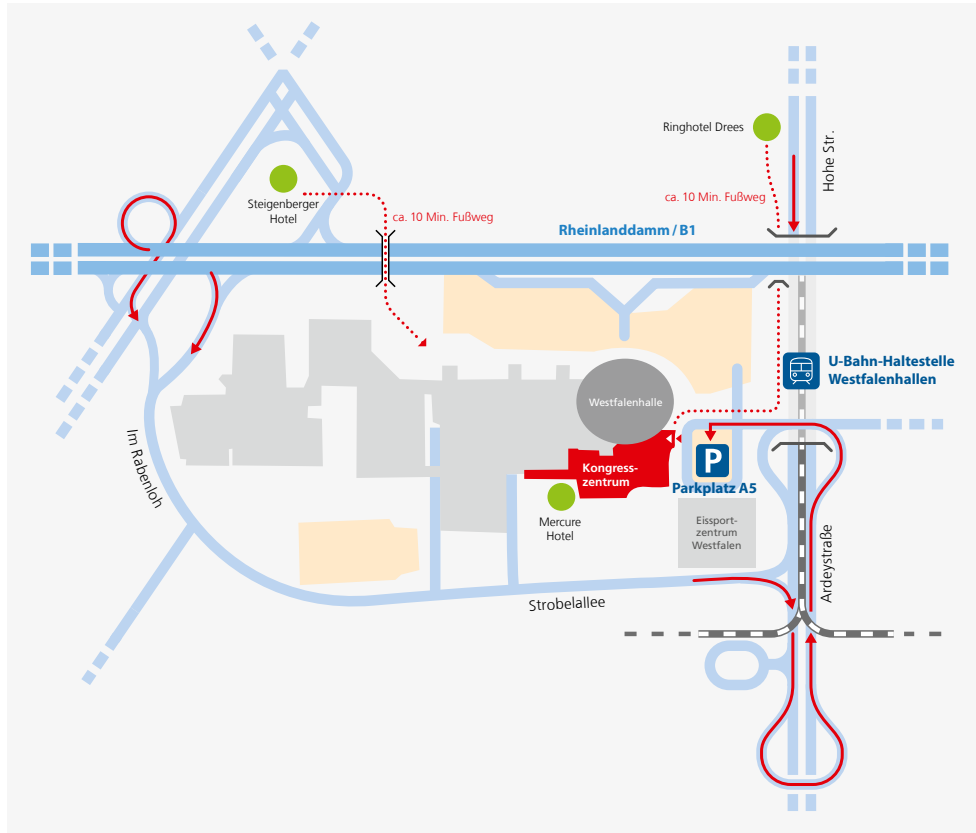 Ringhotel Drees
Hohe Str.
Steigenberger
Hotel
ca. 10 Min. Fußweg
ca. 10 Min. Fußweg
Rheinlanddamm / B1
U-Bahn-Haltestelle
Westfalenhallen
Westfalenhalle
Im Rabenloh
Kongress-
zentrum
P
Parkplatz A5
Mercure
Hotel
Eissport-
zentrum
Westfalen
Ardeystraße
Strobelallee